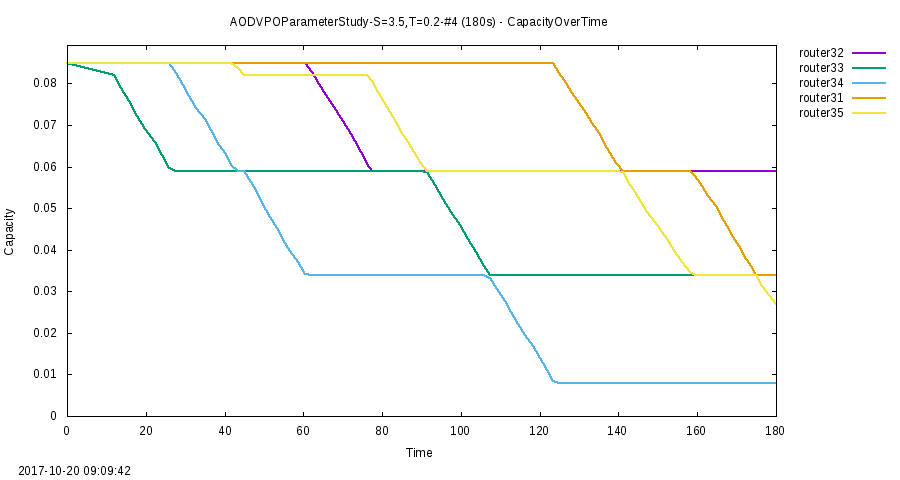 AODVPOParameterStudy-S=3.5,T=0.2-#4 (180s) - CapacityOverTime
router32
router33
router34
router31
router35
0.08
0.07
0.06
0.05
0.04
0.03
0.02
0.01
0
Capacity
0 20 40 60 80 100 120 140 160 180
Time
2017-10-20 09:09:42